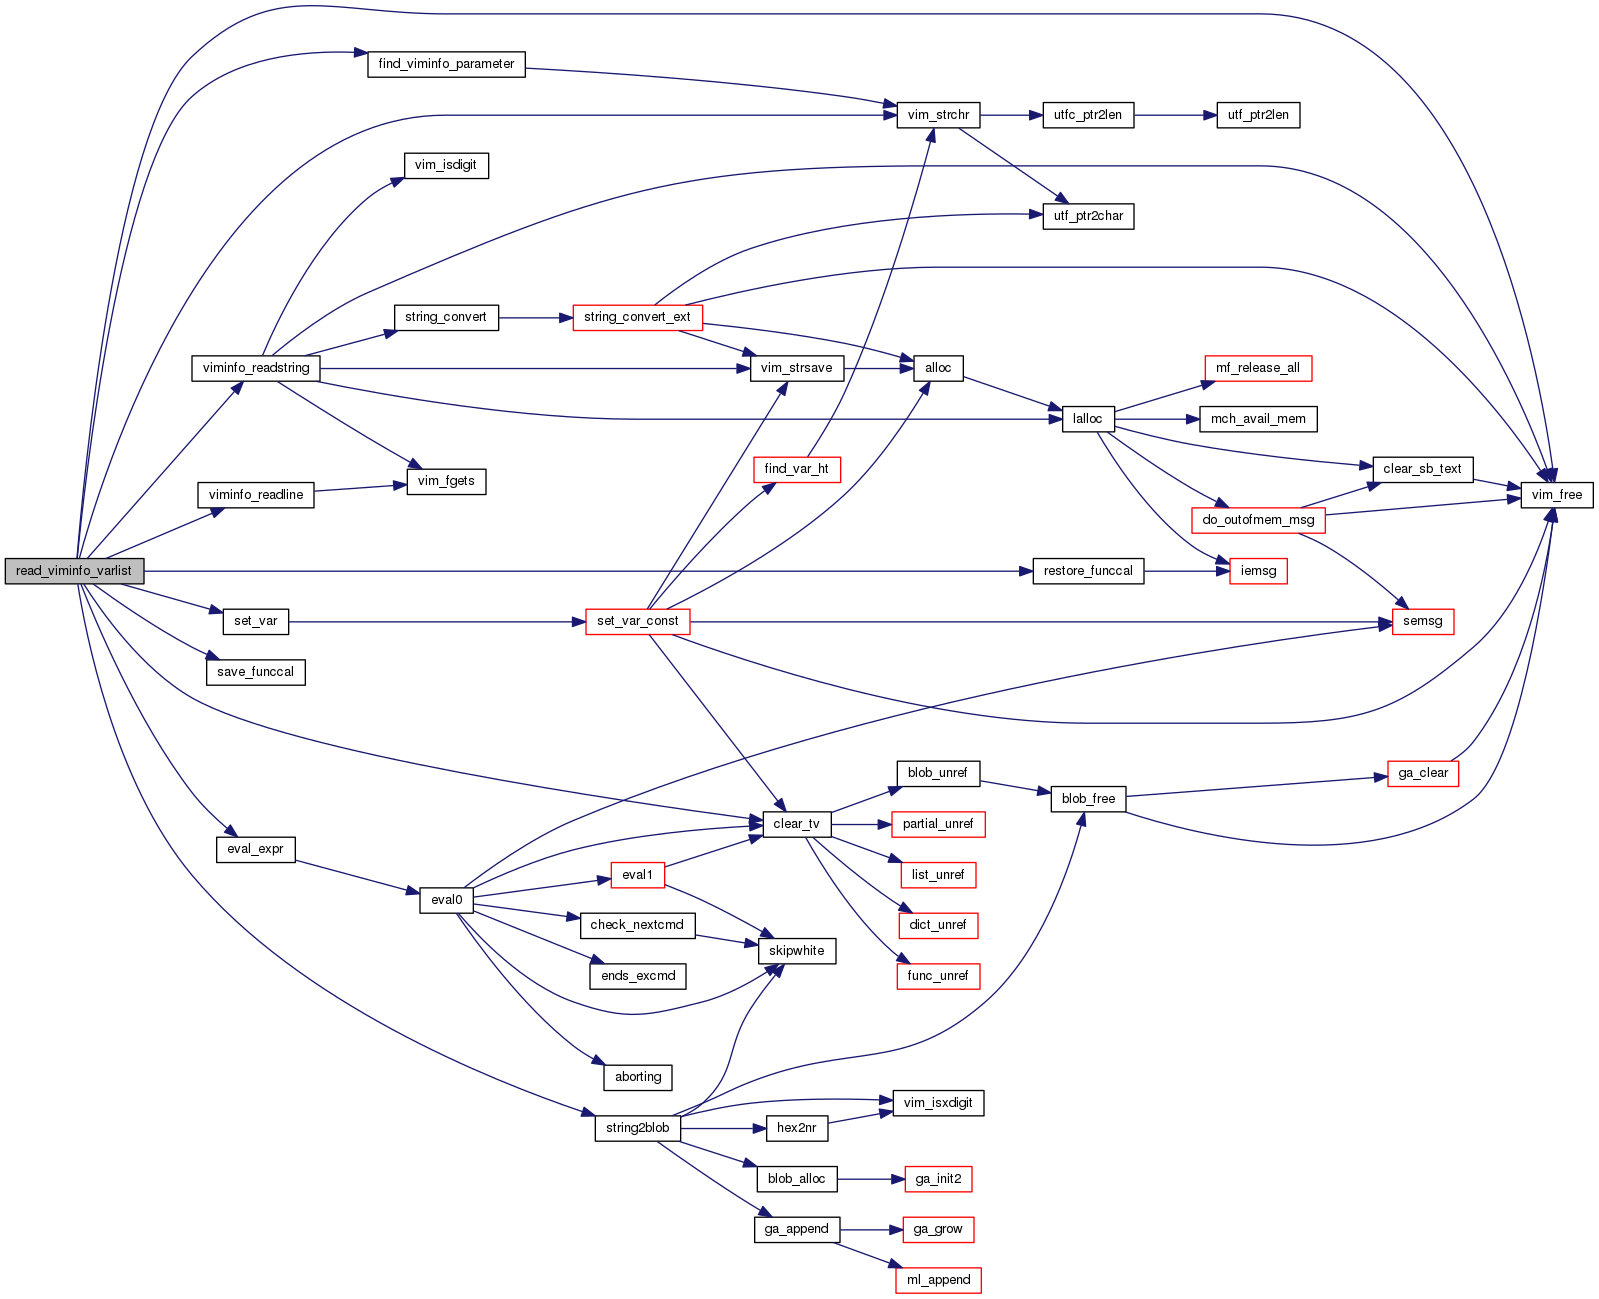 find_viminfo_parameter
vim_strchr
utfc_ptr2len
utf_ptr2len
vim_isdigit
utf_ptr2char
string_convert
string_convert_ext
viminfo_readstring
vim_strsave
alloc
mf_release_all
lalloc
mch_avail_mem
find_var_ht
clear_sb_text
vim_fgets
viminfo_readline
vim_free
do_outofmem_msg
read_viminfo_varlist
restore_funccal
iemsg
set_var
set_var_const
semsg
save_funccal
blob_unref
ga_clear
blob_free
clear_tv
partial_unref
eval_expr
eval1
list_unref
eval0
check_nextcmd
dict_unref
skipwhite
ends_excmd
func_unref
aborting
vim_isxdigit
string2blob
hex2nr
blob_alloc
ga_init2
ga_append
ga_grow
ml_append